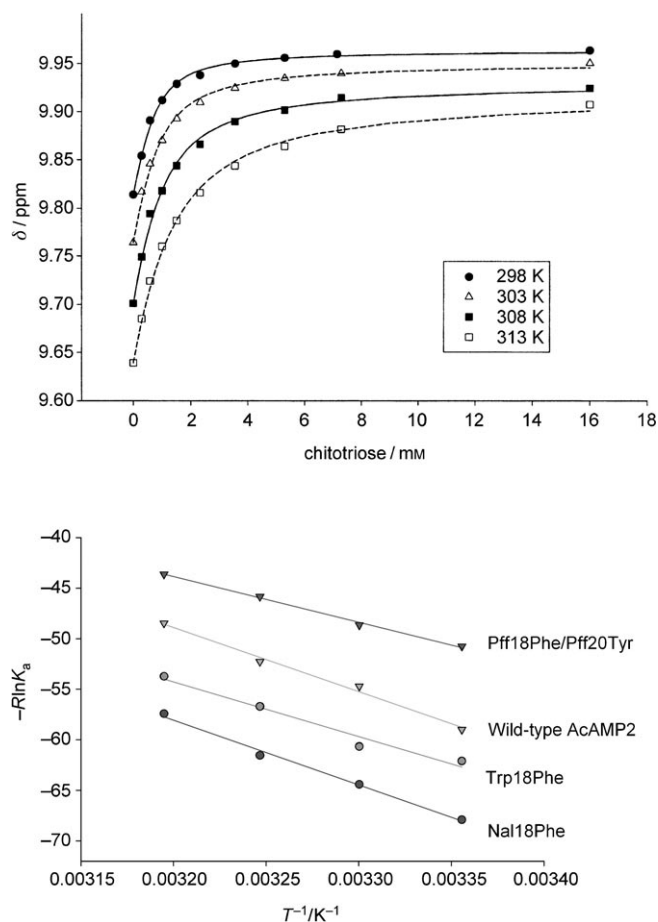 9.95
9.90
9.85
9.80
9.75
9.70
9.65
9.60
δ / ppm
298 K
303 K
308 K
313 K
0 2 4 6 8 10 12 14 16 18
chitotriose / mM
−40
−45
−50
−55
−60
−65
−70
−RlnKa
Pff18Phe/Pff20Tyr
Wild-type AcAMP2
Trp18Phe
Nal18Phe
0.00315 0.00320 0.00325 0.00330 0.00335 0.00340
T−1/K−1